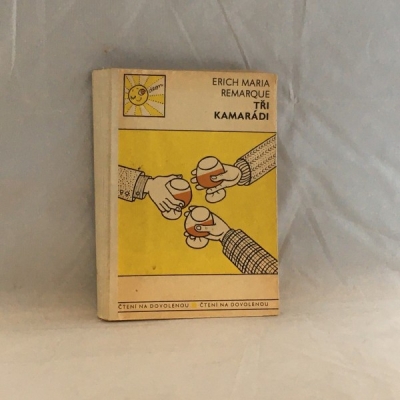 ERICH MARIA
REMARQUE
TŘI
KAMARÁDI
ČTENÍ NA DOVOLENOU ČTENÍ NA DOVOLENOU